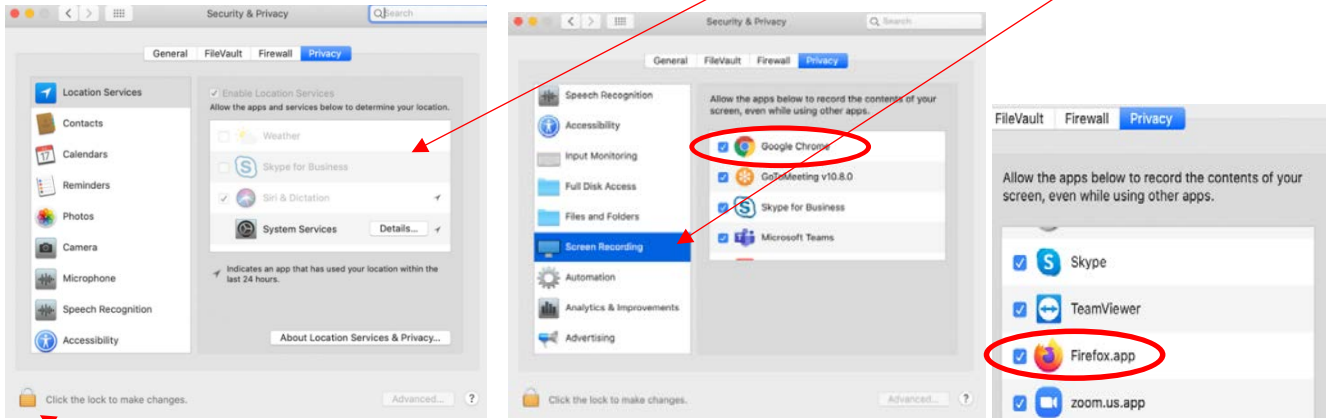 Security & Privacy
Search
General FileVault Firewall Privacy
Location Services
Contacts
17
Calendars
Reminders
Photos
Camera
Microphone
Speech Recognition
Accessibility
Enable Location Services
Allow the apps and services below to determine your location.
Weather
Skype for Business
Siri & Dictation
System Services Details...
Indicates an app that has used your location within the
last 24 hours.
About Location Services & Privacy...
Click the lock to make changes.
Advanced... ?
Security & Privacy
Search
General FileVault Firewall Privacy
Speech Recognition
Accessibility
Input Monitoring
Full Disk Access
Files and Folders
Screen Recording
Automation
Analytics & Improvements
Advertising
Allow the apps below to record the contents of your
screen, even while using other apps.
Google Chrome
GoToMeeting v10.8.0
Skype for Business
Microsoft Teams
Click the lock to make changes.
Advanced... ?
FileVault Firewall Privacy
Allow the apps below to record the contents of your
screen, even while using other apps.
Skype
TeamViewer
Firefox.app
zoom.us.app